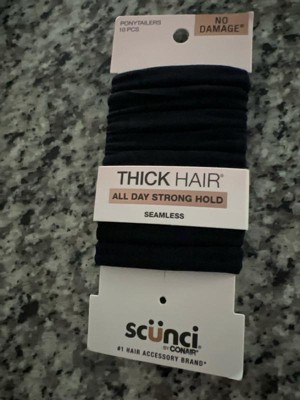 PONYTAILERS
10 PCS
NO
DAMAGE*
THICK HAIR®
ALL DAY STRONG HOLD
SEAMLESS
scünci®
BY CONAIR®
#1 HAIR ACCESSORY BRAND*